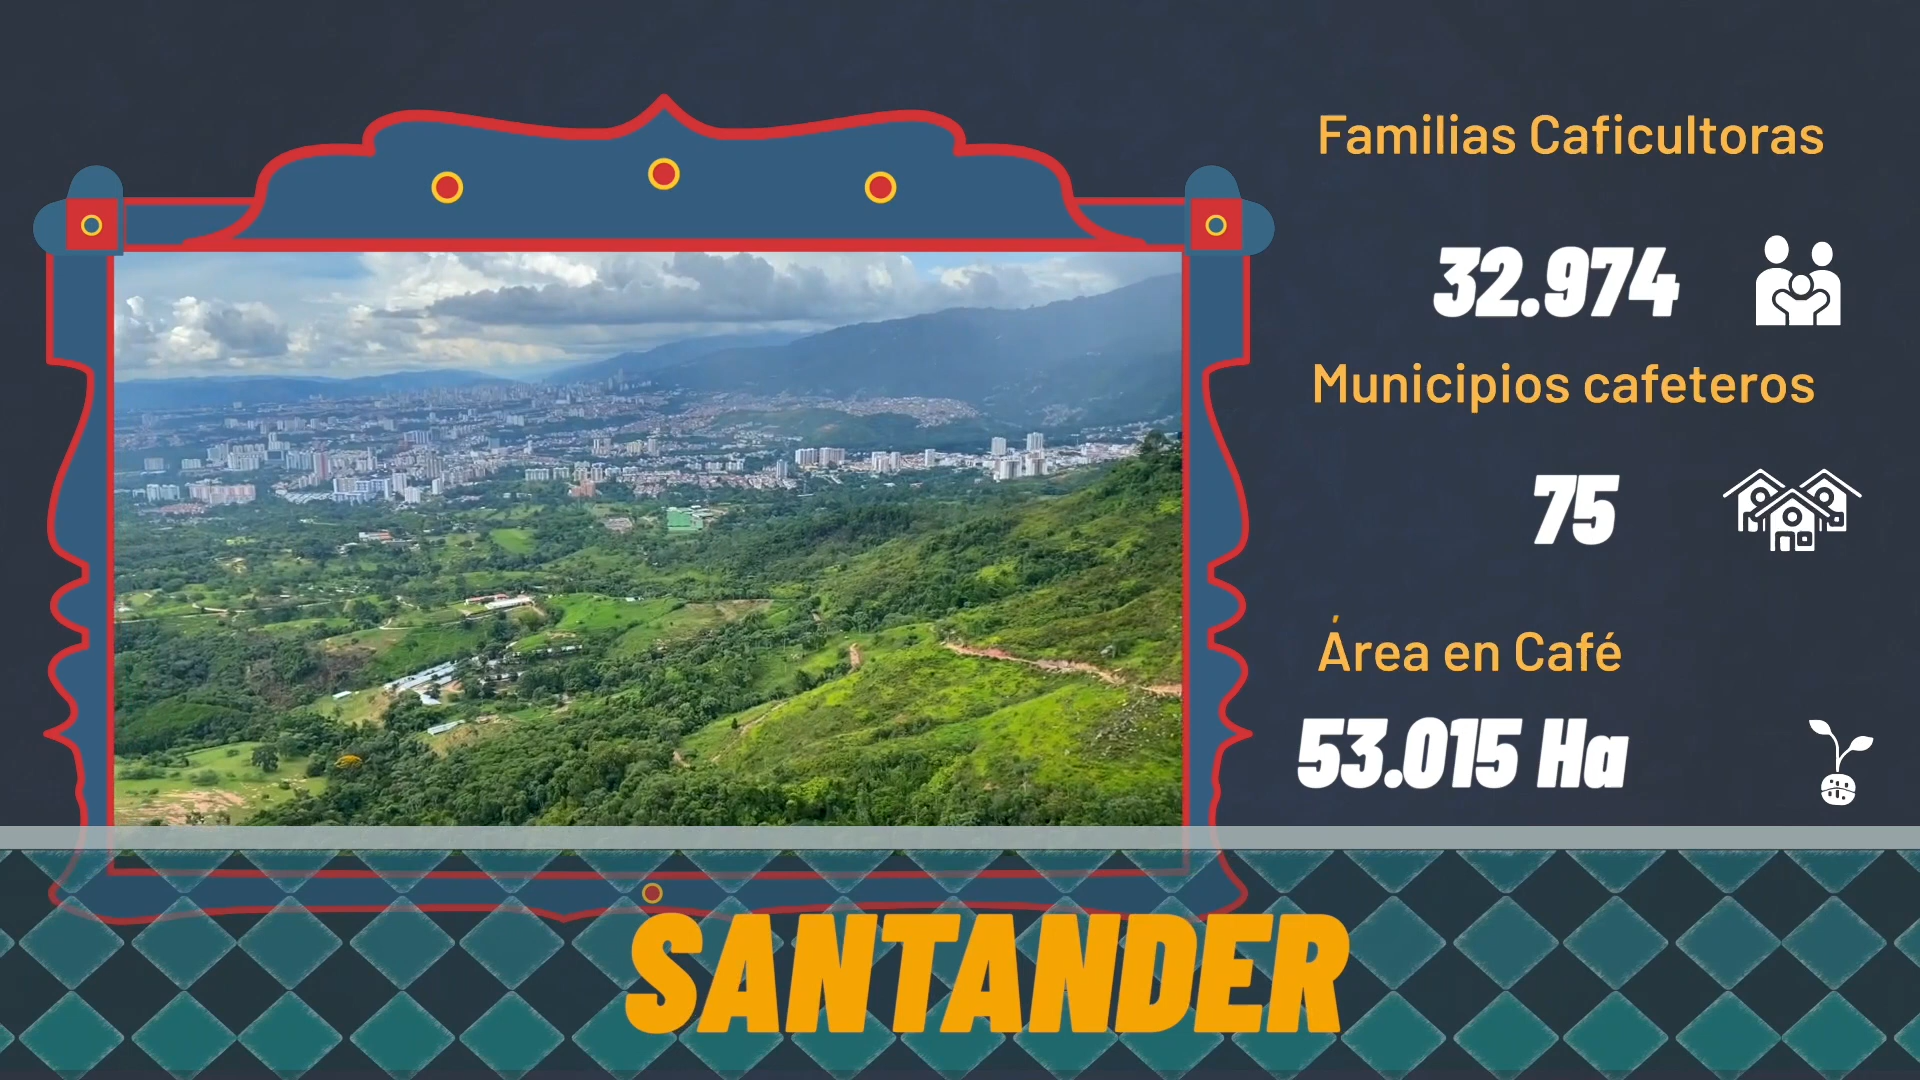 Familias Caficultoras
32.974
Municipios cafeteros
75
Área en Café
53.015 Ha
SANTANDER